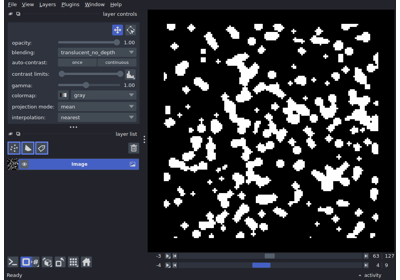 File View Layers Plugins Window Help
layer controls
opacity: 1.00
blending: translucent_no_depth
auto-contrast: once continuous
contrast limits:
gamma: 1.00
colormap: gray
projection mode: mean
interpolation: nearest
layer list
Image
-3 63 127
-4 4 9
Ready activity